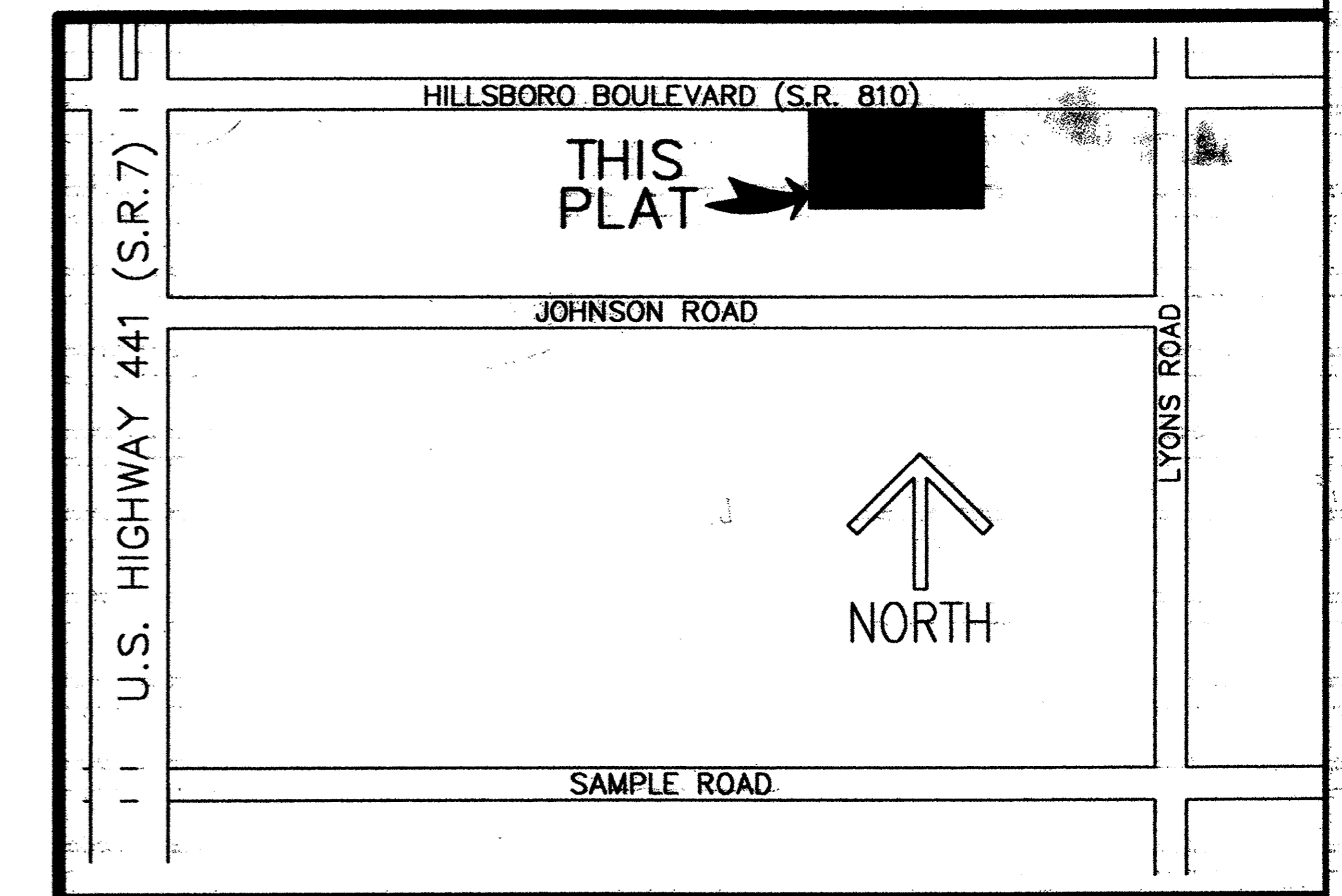 HILLSBORO BOULEVARD (S.R. 810)
THIS
PLAT
U.S. HIGHWAY 441 (S.R.7)
JOHNSON ROAD
LYONS ROAD
NORTH
SAMPLE ROAD